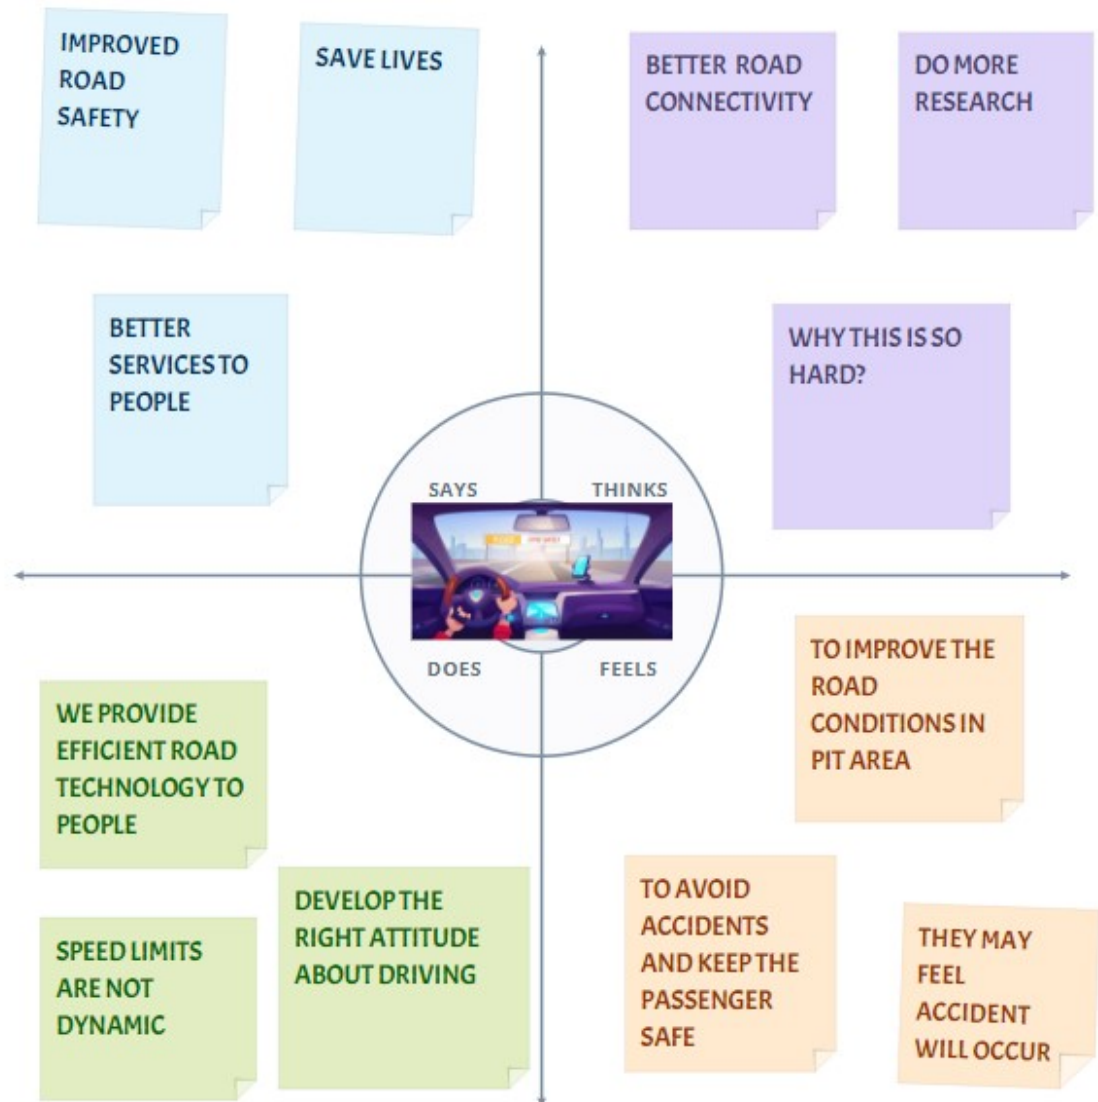 IMPROVED
ROAD
SAFETY
SAVE LIVES
BETTER
SERVICES TO
PEOPLE
BETTER ROAD
CONNECTIVITY
DO MORE
RESEARCH
WHY THIS IS SO
HARD?
SAYS
THINKS
DOES
FEELS
WE PROVIDE
EFFICIENT ROAD
TECHNOLOGY TO
PEOPLE
SPEED LIMITS
ARE NOT
DYNAMIC
DEVELOP THE
RIGHT ATTITUDE
ABOUT DRIVING
TO IMPROVE THE
ROAD
CONDITIONS IN
PIT AREA
TO AVOID
ACCIDENTS
AND KEEP THE
PASSENGER
SAFE
THEY MAY
FEEL
ACCIDENT
WILL OCCUR